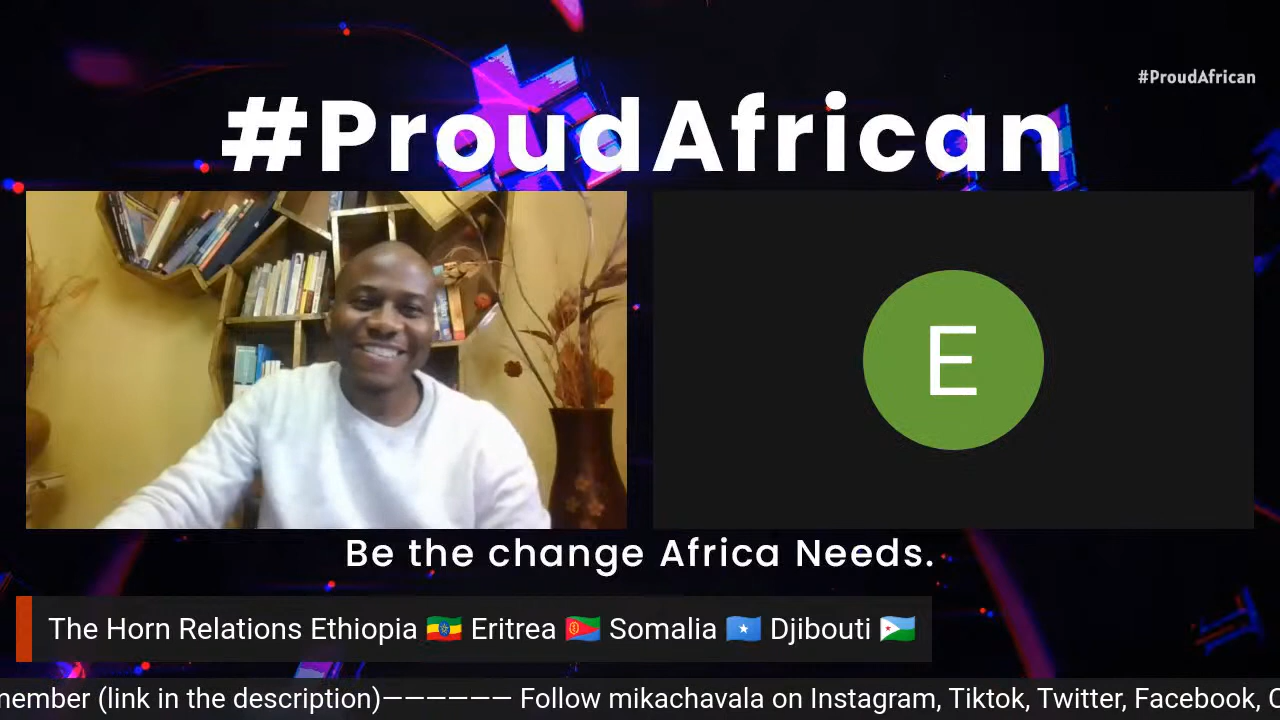 #ProudAfrican
#ProudAfrican
E
Be the change Africa Needs.
The Horn Relations Ethiopia 🇪🇹 Eritrea 🇪🇷 Somalia 🇸🇴 Djibouti 🇩🇯
(link in the description)—————— Follow mikachavala on Instagram, Tiktok, Twitter, Facebook,